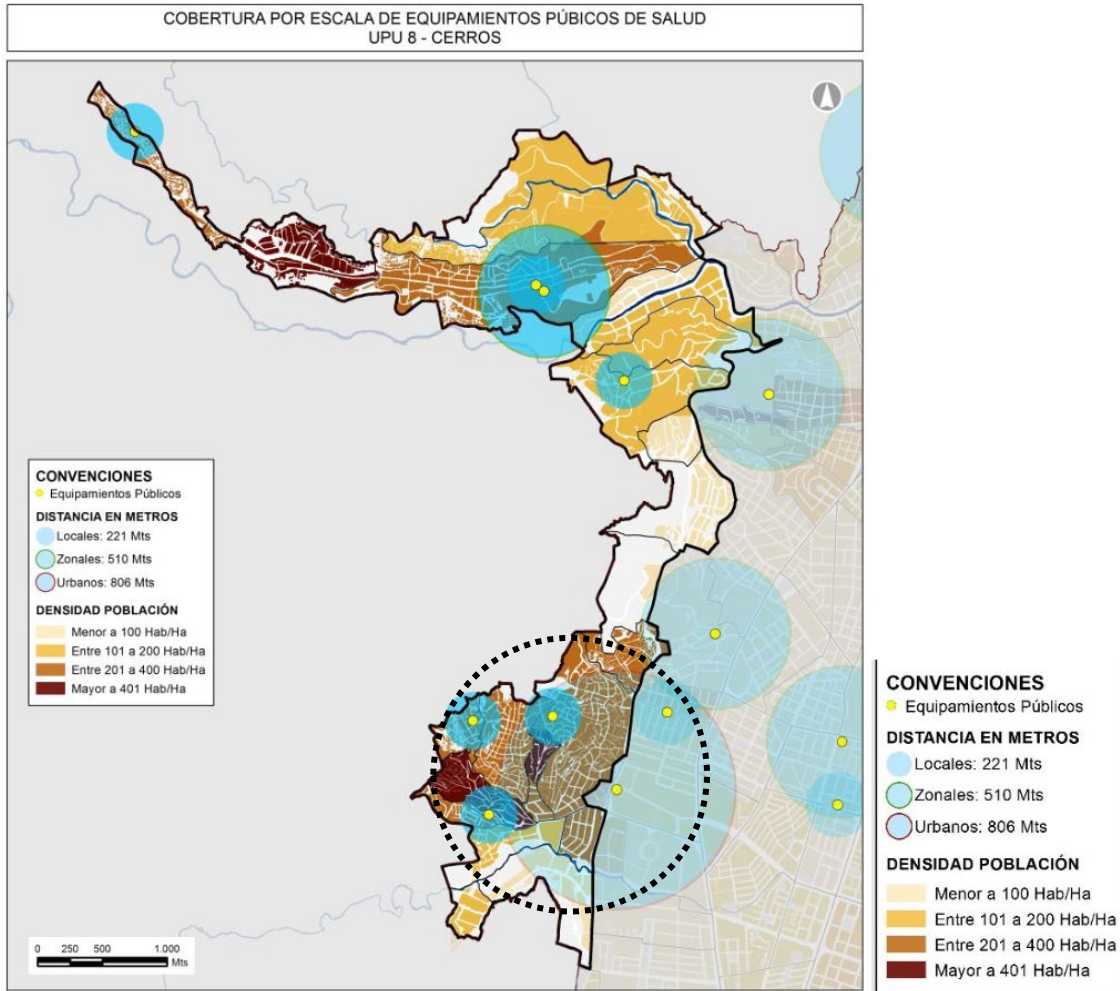 COBERTURA POR ESCALA DE EQUIPAMIENTOS PÚBICOS DE SALUD
UPU 8 - CERROS
CONVENCIONES
Equipamientos Públicos
DISTANCIA EN METROS
Locales: 221 Mts
Zonales: 510 Mts
Urbanos: 806 Mts
DENSIDAD POBLACIÓN
Menor a 100 Hab/Ha
Entre 101 a 200 Hab/Ha
Entre 201 a 400 Hab/Ha
Mayor a 401 Hab/Ha
0 250 500 1.000
Mts
CONVENCIONES
Equipamientos Públicos
DISTANCIA EN METROS
Locales: 221 Mts
Zonales: 510 Mts
Urbanos: 806 Mts
DENSIDAD POBLACIÓN
Menor a 100 Hab/Ha
Entre 101 a 200 Hab/Ha
Entre 201 a 400 Hab/Ha
Mayor a 401 Hab/Ha